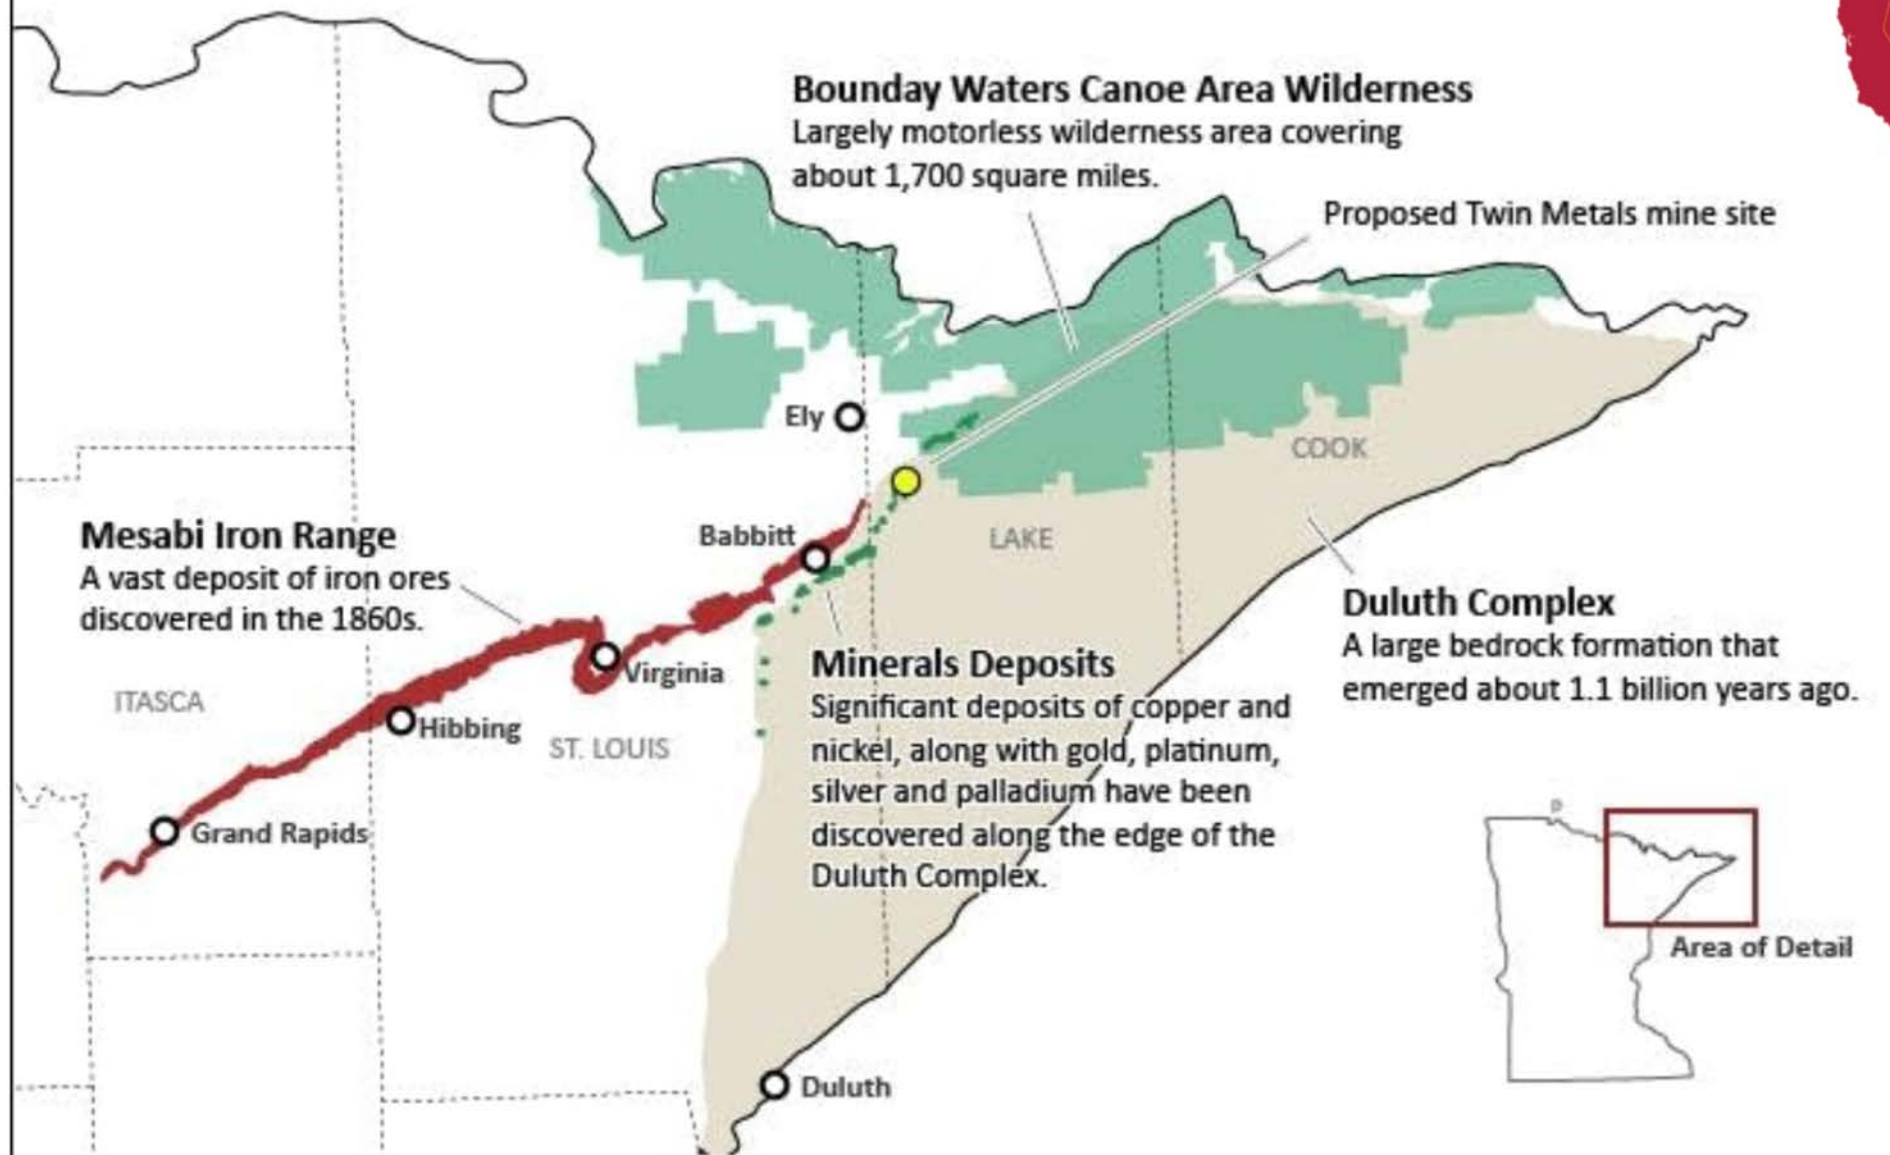 Bounday Waters Canoe Area Wilderness
Largely motorless wilderness area covering
about 1,700 square miles.
Proposed Twin Metals mine site
Ely
COOK
Mesabi Iron Range
A vast deposit of iron ores
discovered in the 1860s.
Babbitt
LAKE
Duluth Complex
A large bedrock formation that
emerged about 1.1 billion years ago.
Virginia
Minerals Deposits
Significant deposits of copper and
nickel, along with gold, platinum,
silver and palladium have been
discovered along the edge of the
Duluth Complex.
ITASCA
Hibbing
ST. LOUIS
Grand Rapids
Area of Detail
Duluth